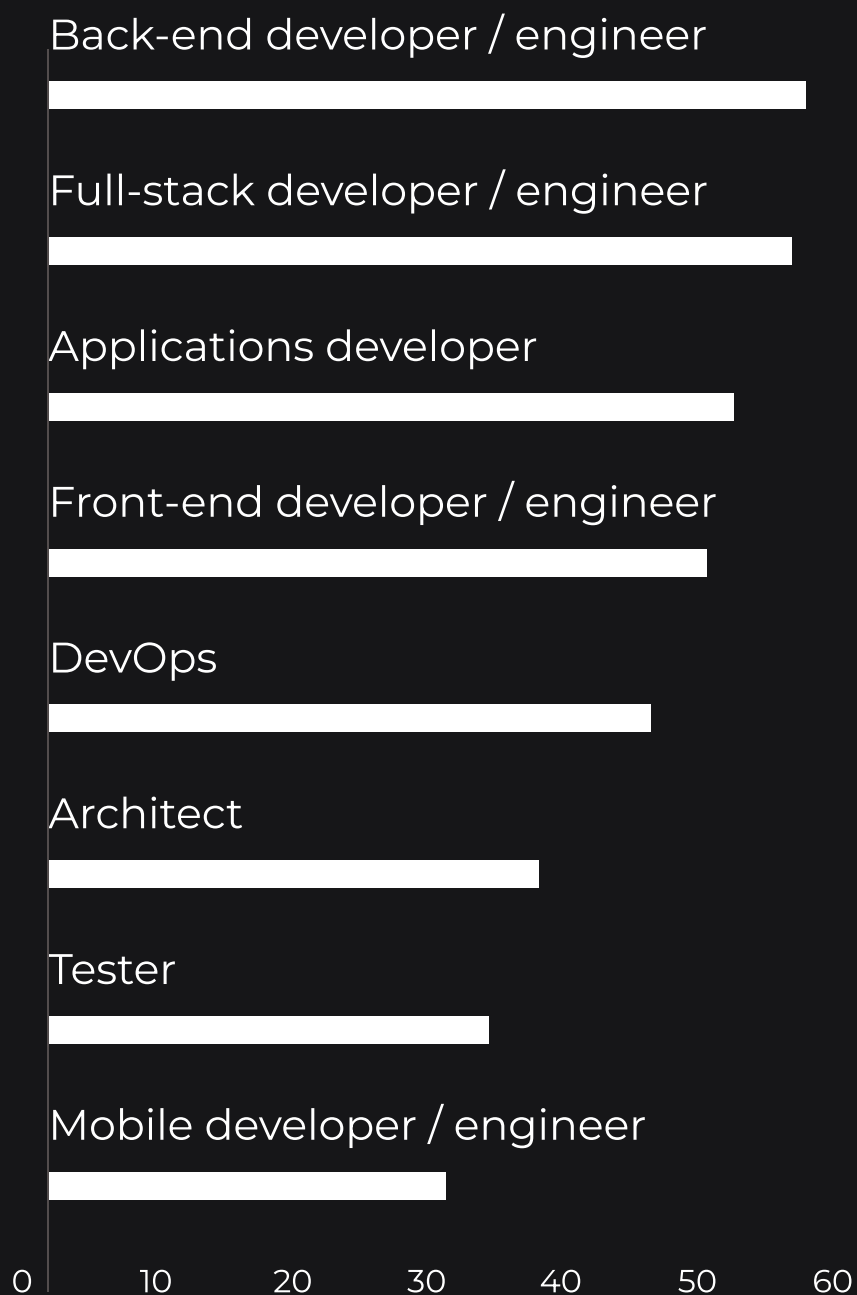 Back-end developer / engineer
Full-stack developer / engineer
Applications developer
Front-end developer / engineer
DevOps
Architect
Tester
Mobile developer / engineer
0 10 20 30 40 50 60